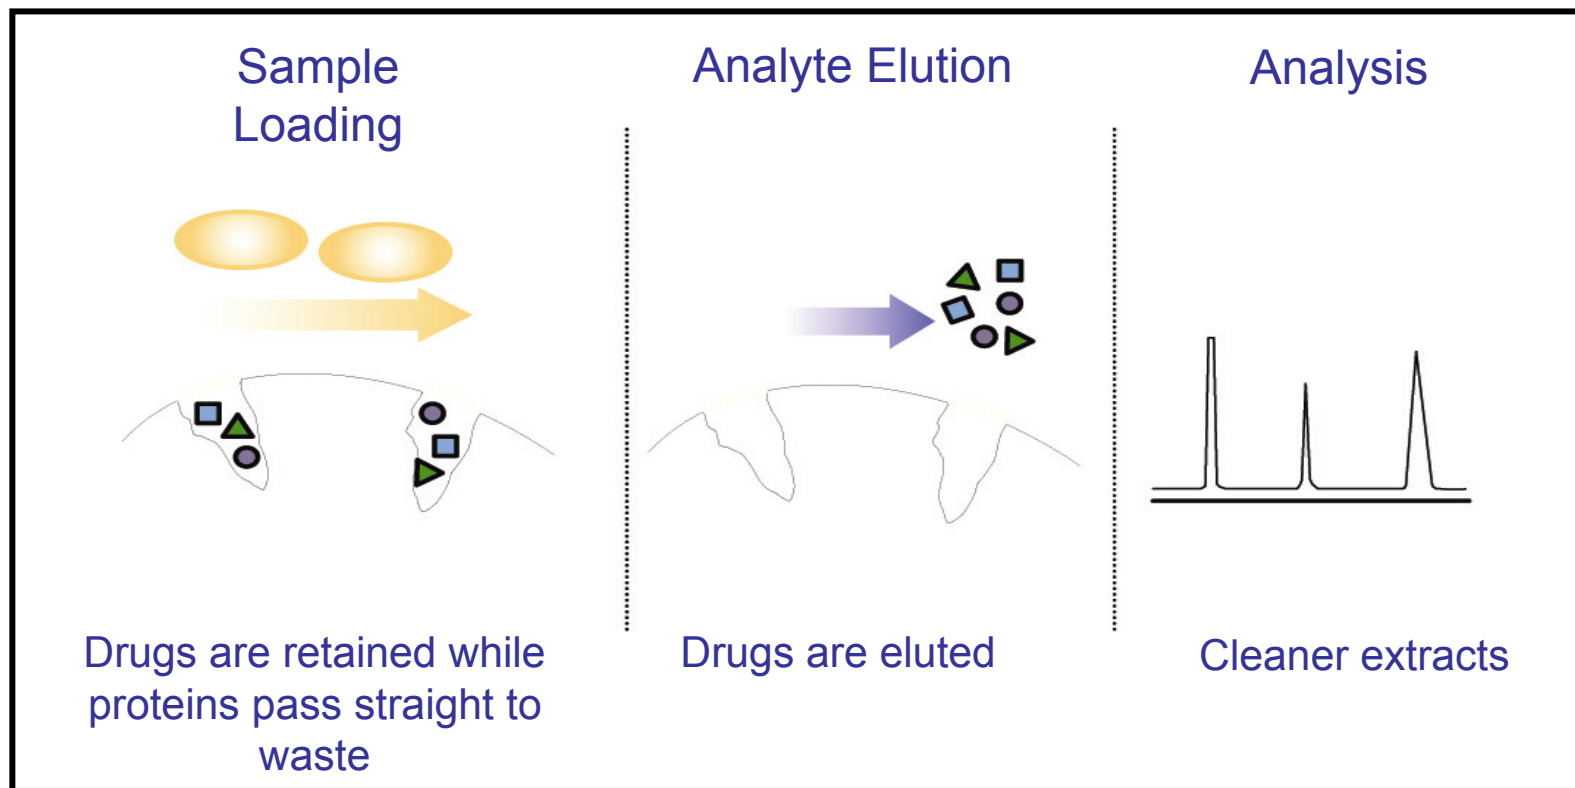 Sample
Loading
Analyte Elution
Analysis
Drugs are retained while
proteins pass straight to
waste
Drugs are eluted
Cleaner extracts